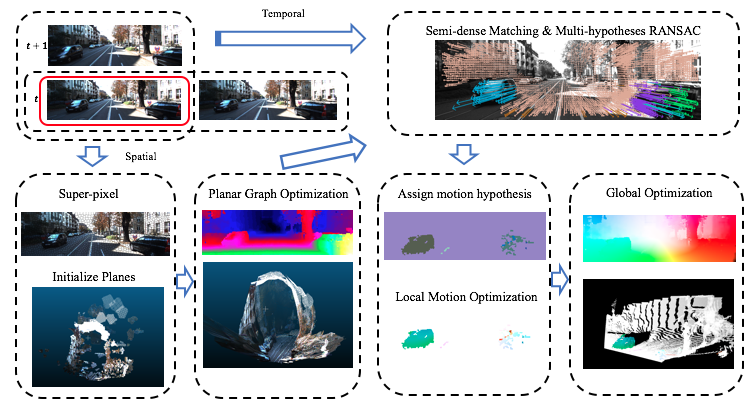 Temporal
Semi-dense Matching & Multi-hypotheses RANSAC
t + 1
t
Spatial
Super-pixel
Planar Graph Optimization
Assign motion hypothesis
Global Optimization
Initialize Planes
Local Motion Optimization